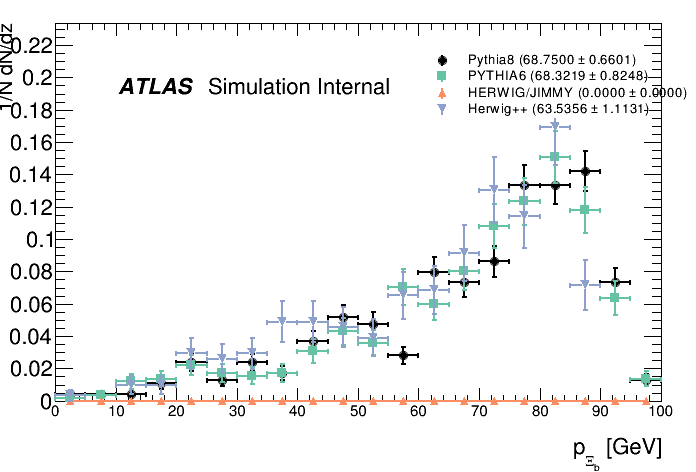 1/N dN/dz
0.22
0.2
0.18
0.16
0.14
0.12
0.1
0.08
0.06
0.04
0.02
0
ATLAS Simulation Internal
Pythia8 (68.7500 ± 0.6601)
PYTHIA6 (68.3219 ± 0.8248)
HERWIG/JIMMY (0.0000 ± 0.0000)
Herwig++ (63.5356 ± 1.1131)
0 10 20 30 40 50 60 70 80 90 100
p_Ξ_b [GeV]